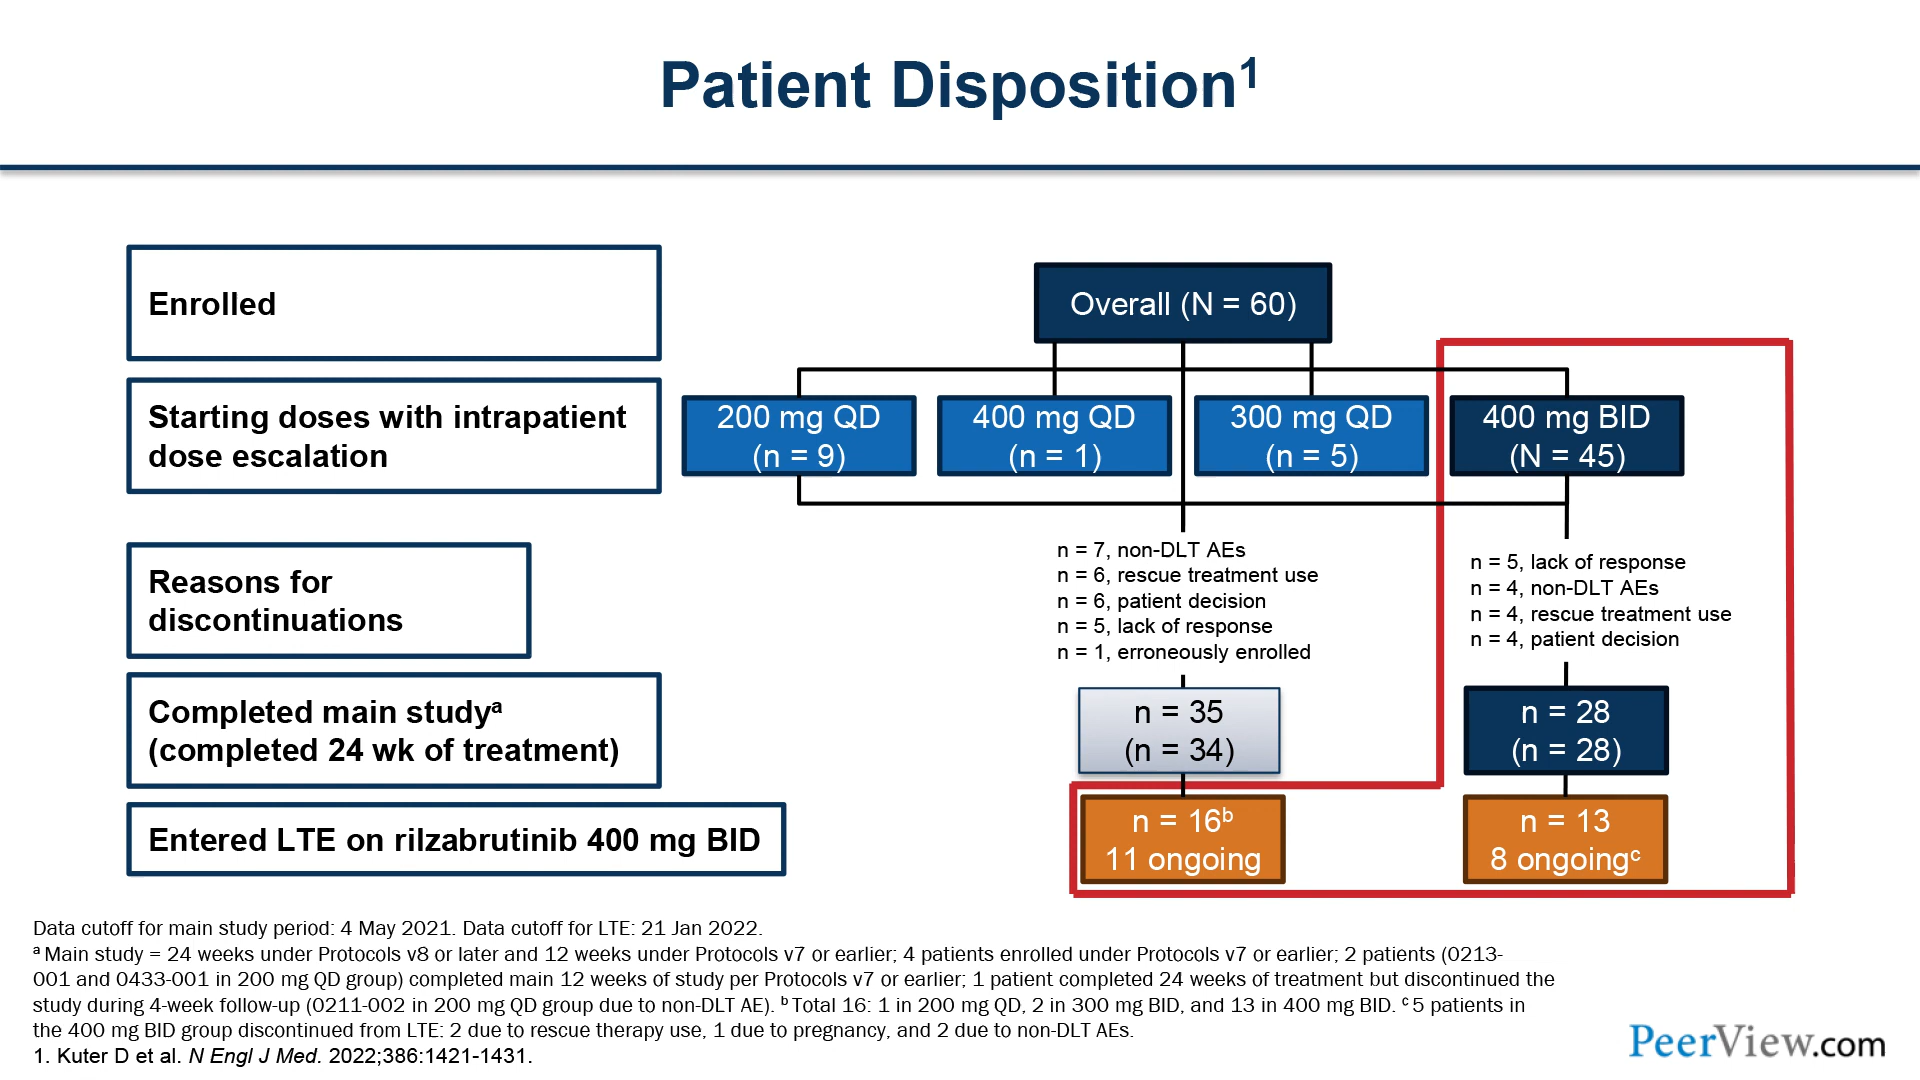 Patient Disposition1
Enrolled
Overall (N = 60)
Starting doses with intrapatient
dose escalation
200 mg QD
(n = 9)
400 mg QD
(n = 1)
300 mg QD
(n = 5)
400 mg BID
(N = 45)
Reasons for
discontinuations
n = 7, non-DLT AEs
n = 6, rescue treatment use
n = 6, patient decision
n = 5, lack of response
n = 1, erroneously enrolled
n = 5, lack of response
n = 4, non-DLT AEs
n = 4, rescue treatment use
n = 4, patient decision
Completed main studya
(completed 24 wk of treatment)
n = 35
(n = 34)
n = 28
(n = 28)
Entered LTE on rilzabrutinib 400 mg BID
n = 16b
11 ongoing
n = 13
8 ongoingc
Data cutoff for main study period: 4 May 2021. Data cutoff for LTE: 21 Jan 2022.
a Main study = 24 weeks under Protocols v8 or later and 12 weeks under Protocols v7 or earlier; 4 patients enrolled under Protocols v7 or earlier; 2 patients (0213-
001 and 0433-001 in 200 mg QD group) completed main 12 weeks of study per Protocols v7 or earlier; 1 patient completed 24 weeks of treatment but discontinued the
study during 4-week follow-up (0211-002 in 200 mg QD group due to non-DLT AE). b Total 16: 1 in 200 mg QD, 2 in 300 mg BID, and 13 in 400 mg BID. c 5 patients in
the 400 mg BID group discontinued from LTE: 2 due to rescue therapy use, 1 due to pregnancy, and 2 due to non-DLT AEs.
1. Kuter D et al. N Engl J Med. 2022;386:1421-1431.
PeerView.com